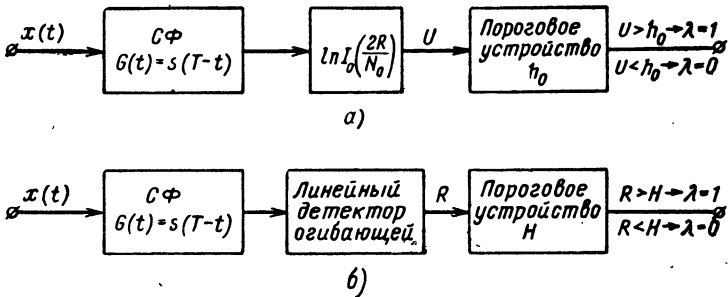 x(t)
СФ
G(t)=s(T-t)
ln I₀(2R/N₀)
U
Пороговое
устройство
h₀
U>h₀→λ=1
U<h₀→λ=0
а)
x(t)
СФ
G(t)=s(T-t)
Линейный
детектор
огибающей
R
Пороговое
устройство
H
R>H→λ=1
R<H→λ=0
б)